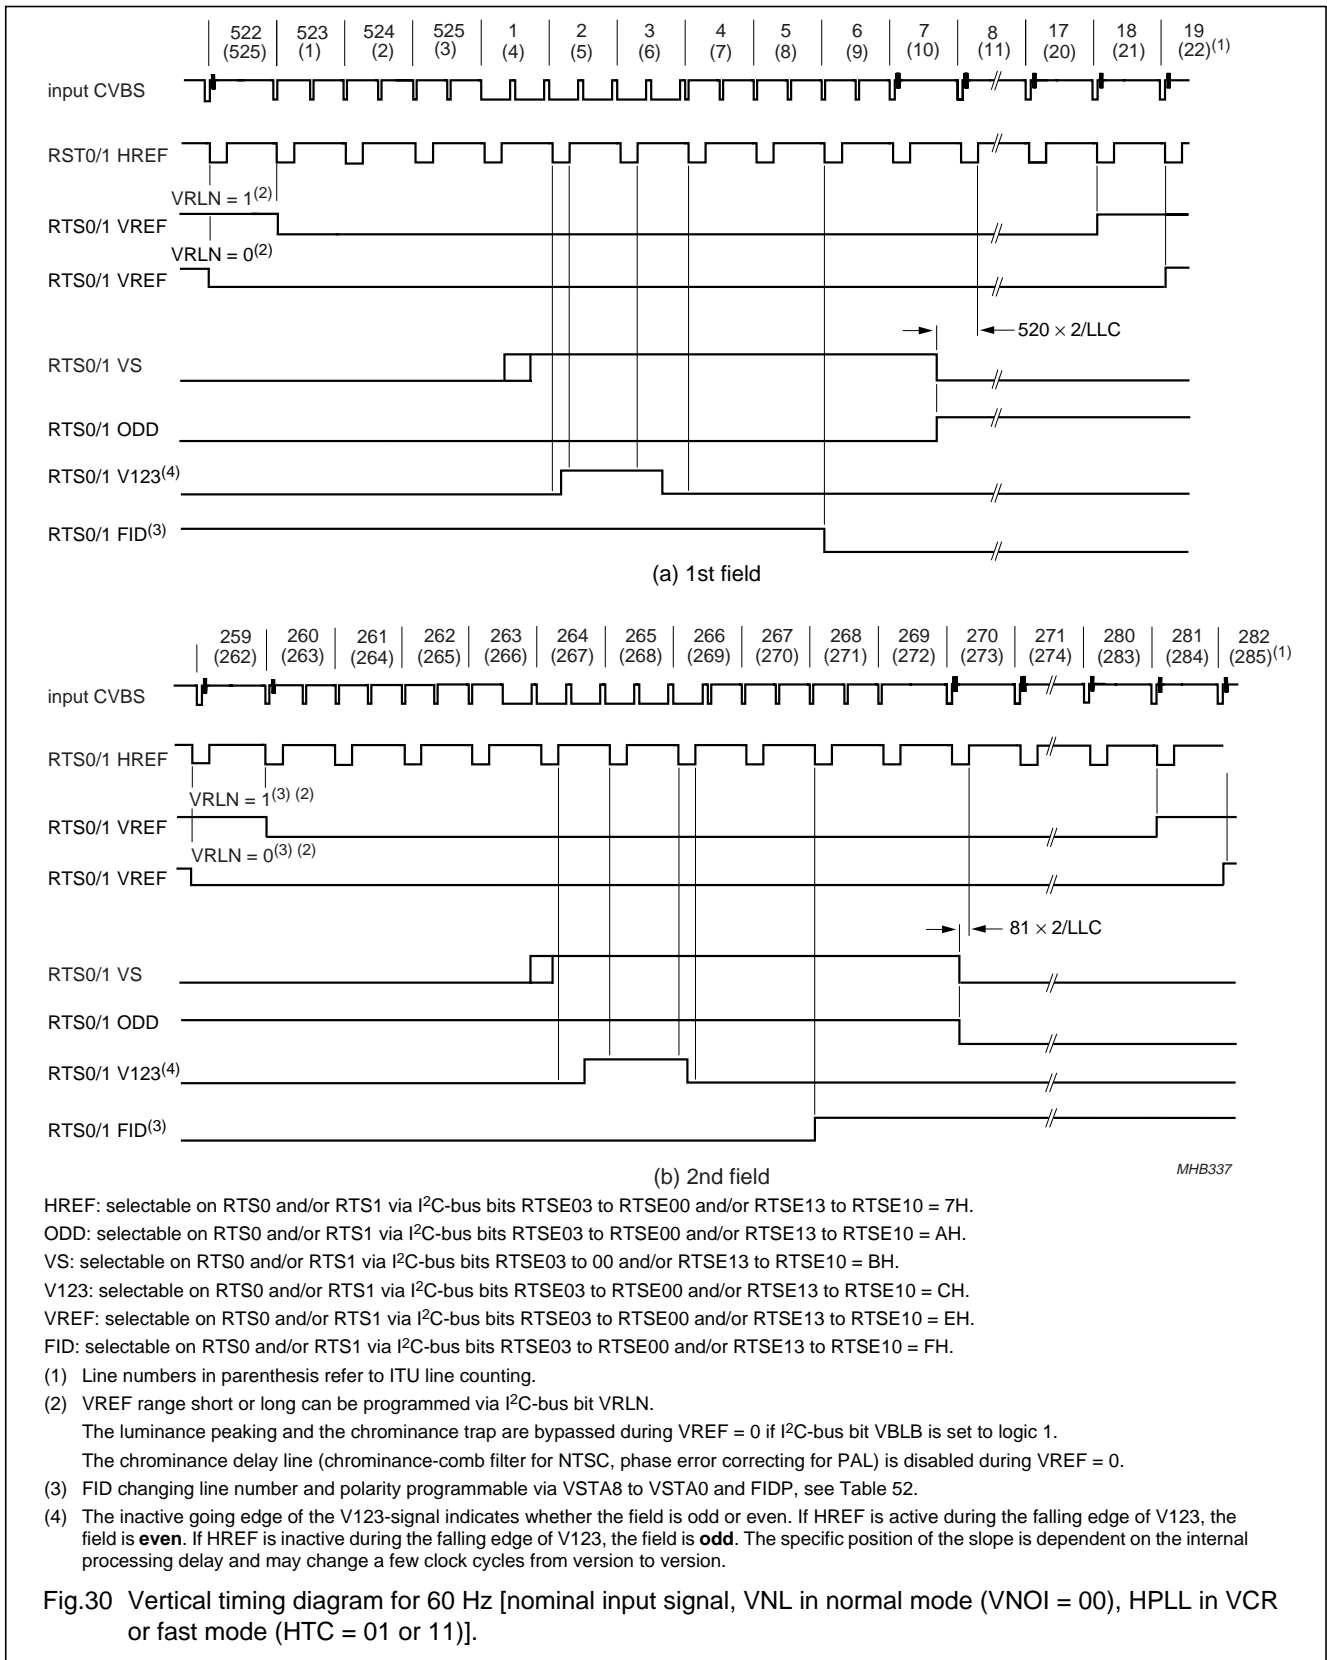 522 523 524 525 1 2 3 4 5 6 7 8 17 18 19
(525) (1) (2) (3) (4) (5) (6) (7) (8) (9) (10) (11) (20) (21) (22)(1)
input CVBS
RST0/1 HREF
VRLN = 1(2)
RTS0/1 VREF
VRLN = 0(2)
RTS0/1 VREF
520 × 2/LLC
RTS0/1 VS
RTS0/1 ODD
RTS0/1 V123(4)
RTS0/1 FID(3)
(a) 1st field
259 260 261 262 263 264 265 266 267 268 269 270 271 280 281 282
(262) (263) (264) (265) (266) (267) (268) (269) (270) (271) (272) (273) (274) (283) (284) (285)(1)
input CVBS
RTS0/1 HREF
VRLN = 1(3) (2)
RTS0/1 VREF
VRLN = 0(3) (2)
RTS0/1 VREF
81 × 2/LLC
RTS0/1 VS
RTS0/1 ODD
RTS0/1 V123(4)
RTS0/1 FID(3)
(b) 2nd field
MHB337
HREF: selectable on RTS0 and/or RTS1 via I2C-bus bits RTSE03 to RTSE00 and/or RTSE13 to RTSE10 = 7H.
ODD: selectable on RTS0 and/or RTS1 via I2C-bus bits RTSE03 to RTSE00 and/or RTSE13 to RTSE10 = AH.
VS: selectable on RTS0 and/or RTS1 via I2C-bus bits RTSE03 to 00 and/or RTSE13 to RTSE10 = BH.
V123: selectable on RTS0 and/or RTS1 via I2C-bus bits RTSE03 to RTSE00 and/or RTSE13 to RTSE10 = CH.
VREF: selectable on RTS0 and/or RTS1 via I2C-bus bits RTSE03 to RTSE00 and/or RTSE13 to RTSE10 = EH.
FID: selectable on RTS0 and/or RTS1 via I2C-bus bits RTSE03 to RTSE00 and/or RTSE13 to RTSE10 = FH.
(1) Line numbers in parenthesis refer to ITU line counting.
(2) VREF range short or long can be programmed via I2C-bus bit VRLN.
The luminance peaking and the chrominance trap are bypassed during VREF = 0 if I2C-bus bit VBLB is set to logic 1.
The chrominance delay line (chrominance-comb filter for NTSC, phase error correcting for PAL) is disabled during VREF = 0.
(3) FID changing line number and polarity programmable via VSTA8 to VSTA0 and FIDP, see Table 52.
(4) The inactive going edge of the V123-signal indicates whether the field is odd or even. If HREF is active during the falling edge of V123, the
field is even. If HREF is inactive during the falling edge of V123, the field is odd. The specific position of the slope is dependent on the internal
processing delay and may change a few clock cycles from version to version.
Fig.30 Vertical timing diagram for 60 Hz [nominal input signal, VNL in normal mode (VNOI = 00), HPLL in VCR
or fast mode (HTC = 01 or 11)].